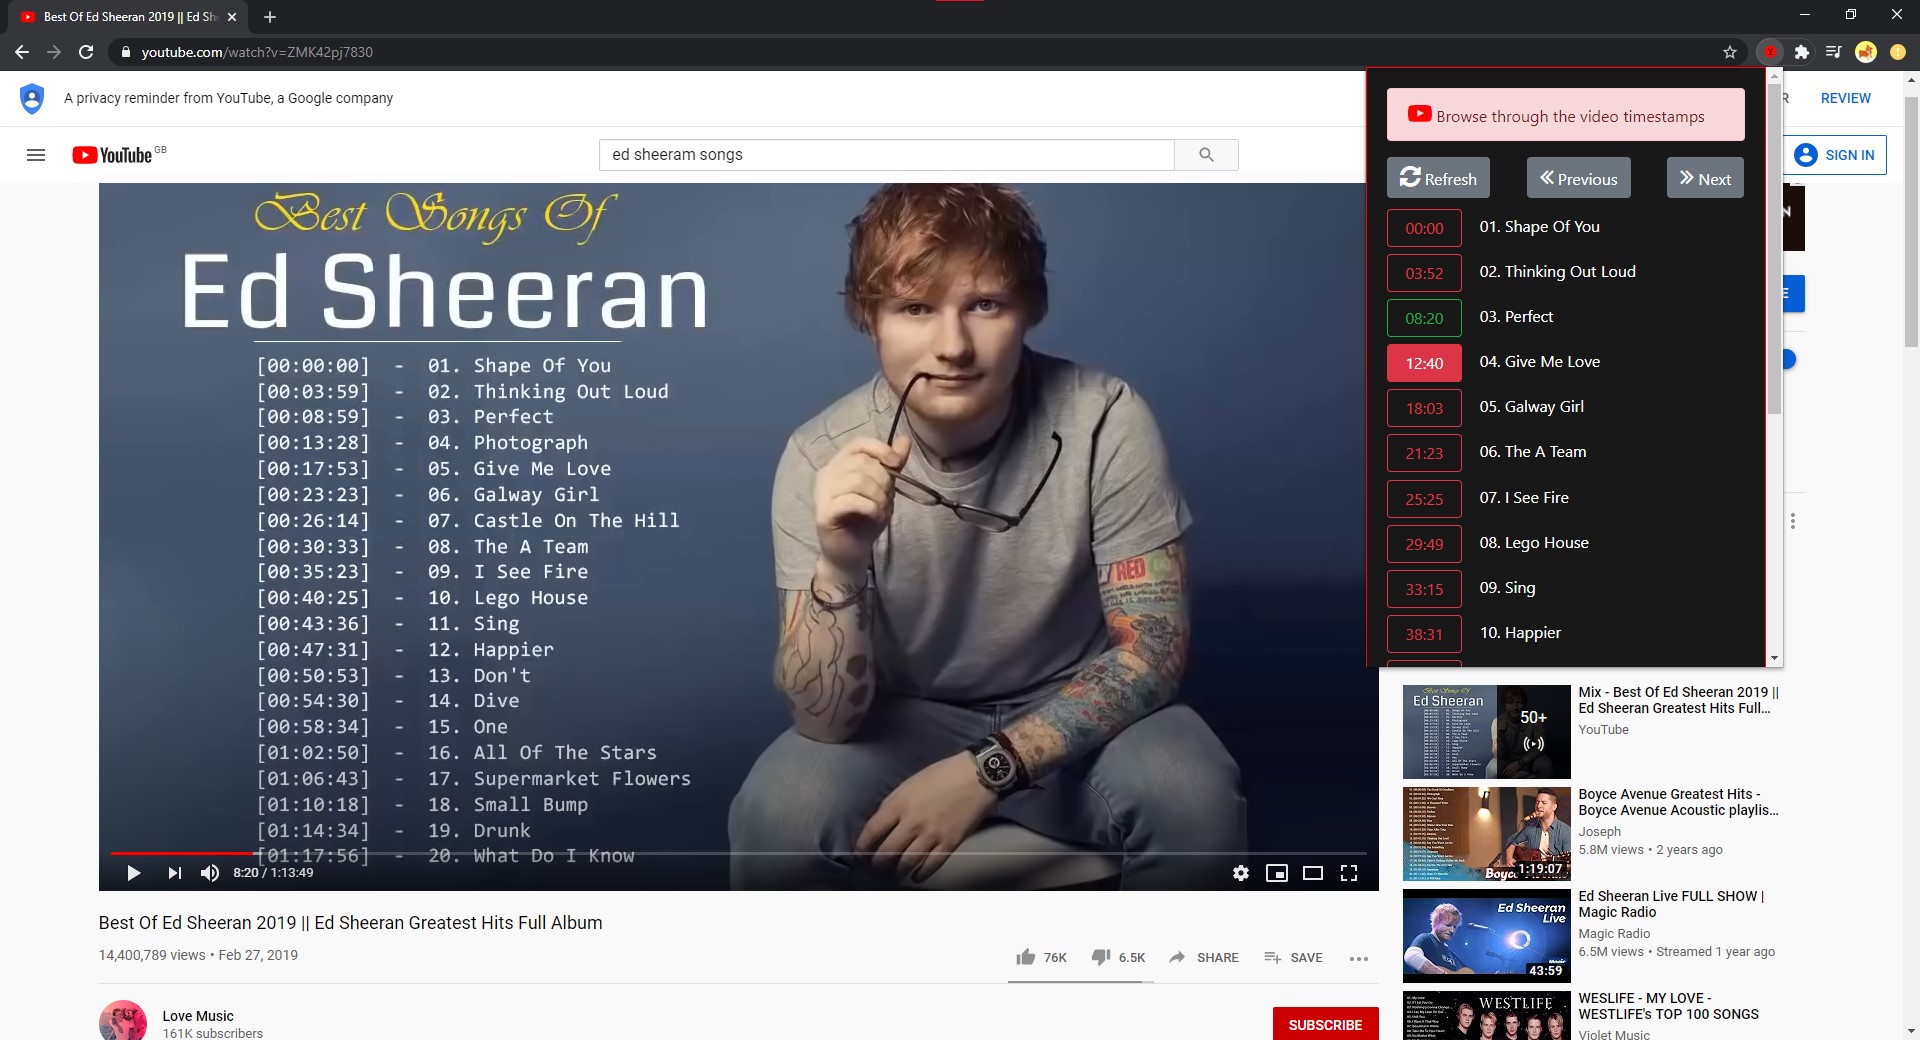 Best Of Ed Sheeran 2019 || Ed Sh
youtube.com/watch?v=ZMK42pj7830
A privacy reminder from YouTube, a Google company
R
REVIEW
YouTube GB
ed sheeram songs
SIGN IN
Browse through the video timestamps
Refresh
Previous
Next
00:00 01. Shape Of You
03:52 02. Thinking Out Loud
08:20 03. Perfect
12:40 04. Give Me Love
18:03 05. Galway Girl
21:23 06. The A Team
25:25 07. I See Fire
29:49 08. Lego House
33:15 09. Sing
38:31 10. Happier
N
E
Best Songs Of
Ed Sheeran
[00:00:00] - 01. Shape Of You
[00:03:59] - 02. Thinking Out Loud
[00:08:59] - 03. Perfect
[00:13:28] - 04. Photograph
[00:17:53] - 05. Give Me Love
[00:23:23] - 06. Galway Girl
[00:26:14] - 07. Castle On The Hill
[00:30:33] - 08. The A Team
[00:35:23] - 09. I See Fire
[00:40:25] - 10. Lego House
[00:43:36] - 11. Sing
[00:47:31] - 12. Happier
[00:50:53] - 13. Don't
[00:54:30] - 14. Dive
[00:58:34] - 15. One
[01:02:50] - 16. All Of The Stars
[01:06:43] - 17. Supermarket Flowers
[01:10:18] - 18. Small Bump
[01:14:34] - 19. Drunk
[01:17:56] - 20. What Do I Know
RED
8:20 / 1:13:49
Best Of Ed Sheeran 2019 || Ed Sheeran Greatest Hits Full Album
14,400,789 views • Feb 27, 2019
76K
6.5K
SHARE
SAVE
Love Music
161K subscribers
SUBSCRIBE
Best Songs Of
Ed Sheeran
50+
Mix - Best Of Ed Sheeran 2019 ||
Ed Sheeran Greatest Hits Full...
YouTube
Boyce
1:19:07
Boyce Avenue Greatest Hits -
Boyce Avenue Acoustic playlis...
Joseph
5.8M views • 2 years ago
Ed Sheeran
Live
Magic
43:59
Ed Sheeran Live FULL SHOW |
Magic Radio
Magic Radio
6.5M views • Streamed 1 year ago
WESTLIFE
WESLIFE - MY LOVE -
WESTLIFE's TOP 100 SONGS
Violet Music